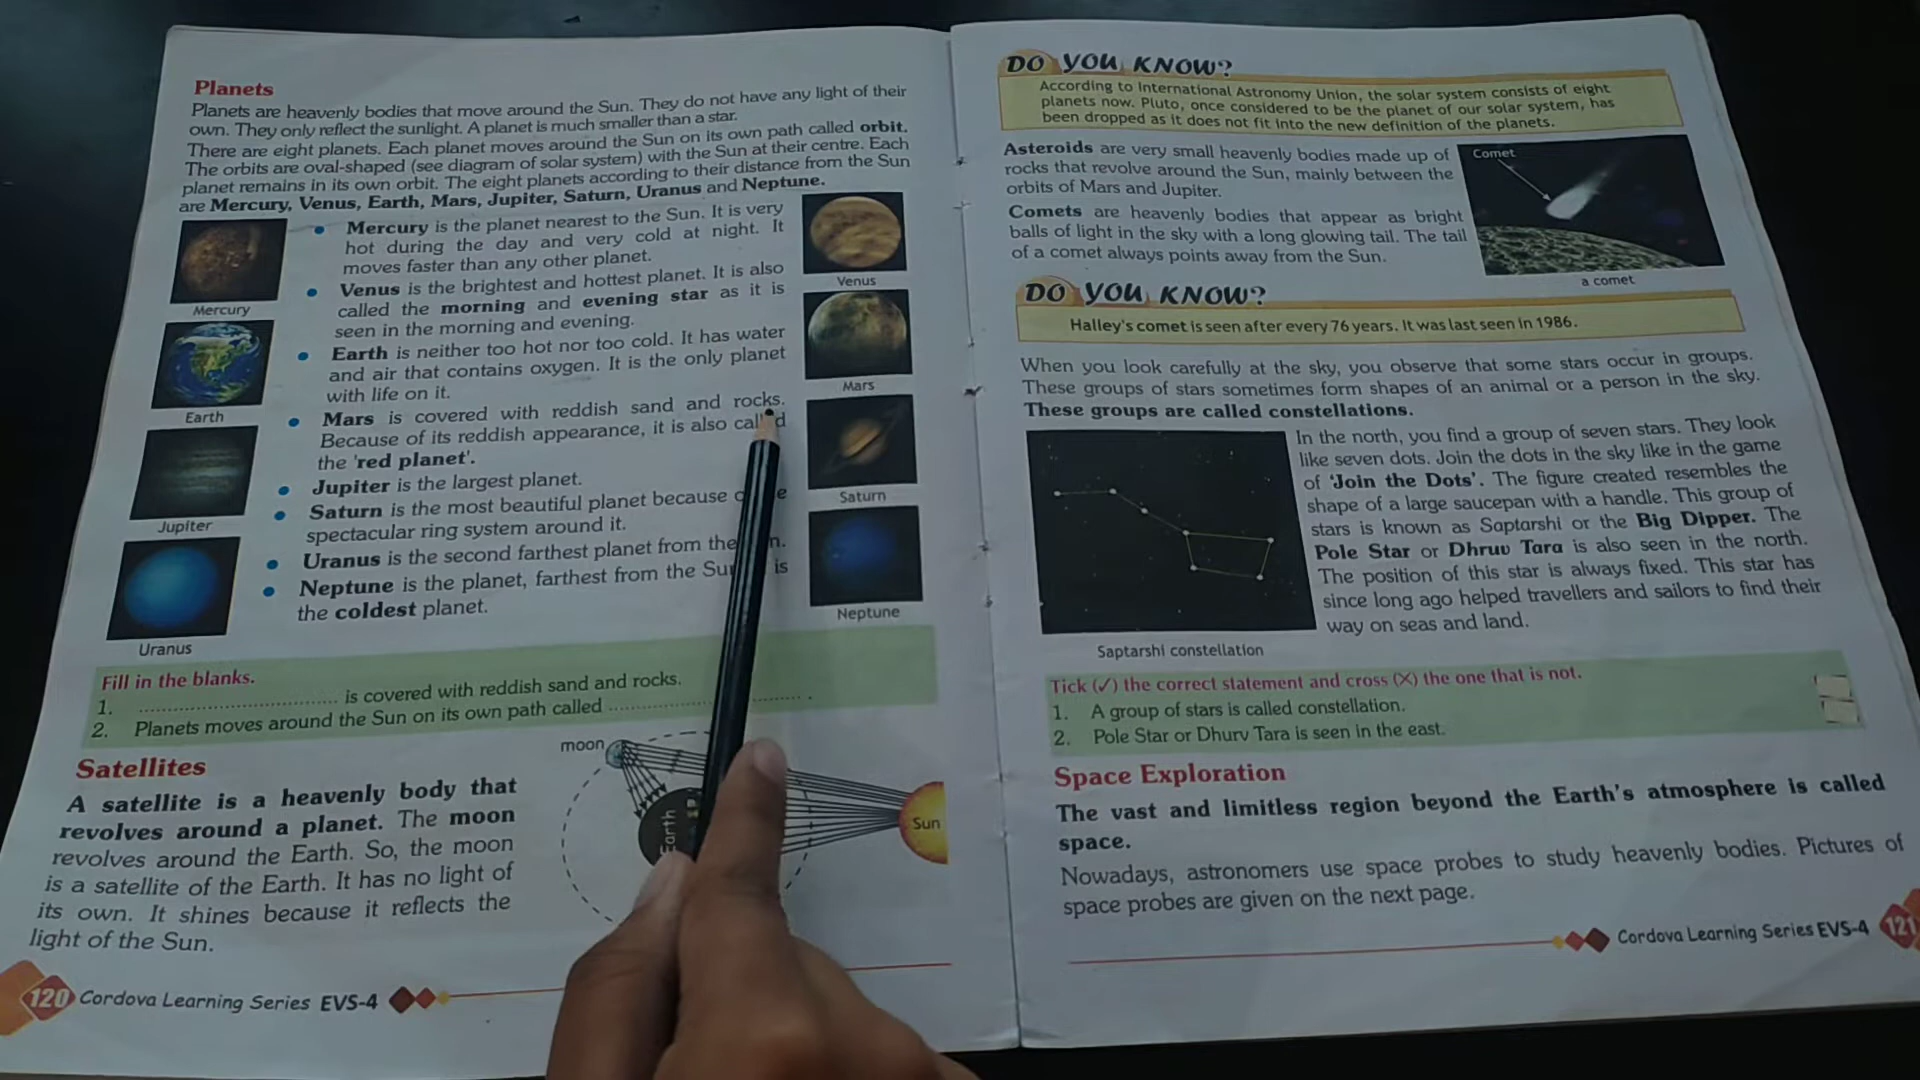 Planets
Planets are heavenly bodies that move around the Sun. They do not have any light of their
own. They only reflect the sunlight. A planet is much smaller than a star.
There are eight planets. Each planet moves around the Sun on its own path called orbit.
The orbits are oval-shaped (see diagram of solar system) with the Sun at their centre. Each
planet remains in its own orbit. The eight planets according to their distance from the Sun
are Mercury, Venus, Earth, Mars, Jupiter, Saturn, Uranus and Neptune.
• Mercury is the planet nearest to the Sun. It is very
hot during the day and very cold at night. It
moves faster than any other planet.
• Venus is the brightest and hottest planet. It is also
called the morning and evening star as it is
seen in the morning and evening.
• Earth is neither too hot nor too cold. It has water
and air that contains oxygen. It is the only planet
with life on it.
• Mars is covered with reddish sand and rocks.
Because of its reddish appearance, it is also called
the 'red planet'.
• Jupiter is the largest planet.
• Saturn is the most beautiful planet because
spectacular ring system around it.
• Uranus is the second farthest planet from the
• Neptune is the planet, farthest from the is
the coldest planet.
Mercury
Earth
Jupiter
Uranus
Venus
Mars
Saturn
Neptune
Fill in the blanks.
1. .................................. is covered with reddish sand and rocks.
2. Planets moves around the Sun on its own path called .................................. .
Satellites
A satellite is a heavenly body that
revolves around a planet. The moon
revolves around the Earth. So, the moon
is a satellite of the Earth. It has no light of
its own. It shines because it reflects the
light of the Sun.
moon
Earth
Sun
120 Cordova Learning Series EVS-4
DO YOU KNOW?
According to International Astronomy Union, the solar system consists of eight
planets now. Pluto, once considered to be the planet of our solar system, has
been dropped as it does not fit into the new definition of the planets.
Asteroids are very small heavenly bodies made up of
rocks that revolve around the Sun, mainly between the
orbits of Mars and Jupiter.
Comets are heavenly bodies that appear as bright
balls of light in the sky with a long glowing tail. The tail
of a comet always points away from the Sun.
Comet
a comet
DO YOU KNOW?
Halley's comet is seen after every 76 years. It was last seen in 1986.
When you look carefully at the sky, you observe that some stars occur in groups.
These groups of stars sometimes form shapes of an animal or a person in the sky.
These groups are called constellations.
In the north, you find a group of seven stars. They look
like seven dots. Join the dots in the sky like in the game
of 'Join the Dots'. The figure created resembles the
shape of a large saucepan with a handle. This group of
stars is known as Saptarshi or the Big Dipper. The
Pole Star or Dhruv Tara is also seen in the north.
The position of this star is always fixed. This star has
since long ago helped travellers and sailors to find their
way on seas and land.
Saptarshi constellation
Tick (✓) the correct statement and cross (✗) the one that is not.
1. A group of stars is called constellation.
2. Pole Star or Dhurv Tara is seen in the east.
Space Exploration
The vast and limitless region beyond the Earth's atmosphere is called
space.
Nowadays, astronomers use space probes to study heavenly bodies. Pictures of
space probes are given on the next page.
Cordova Learning Series EVS-4 121